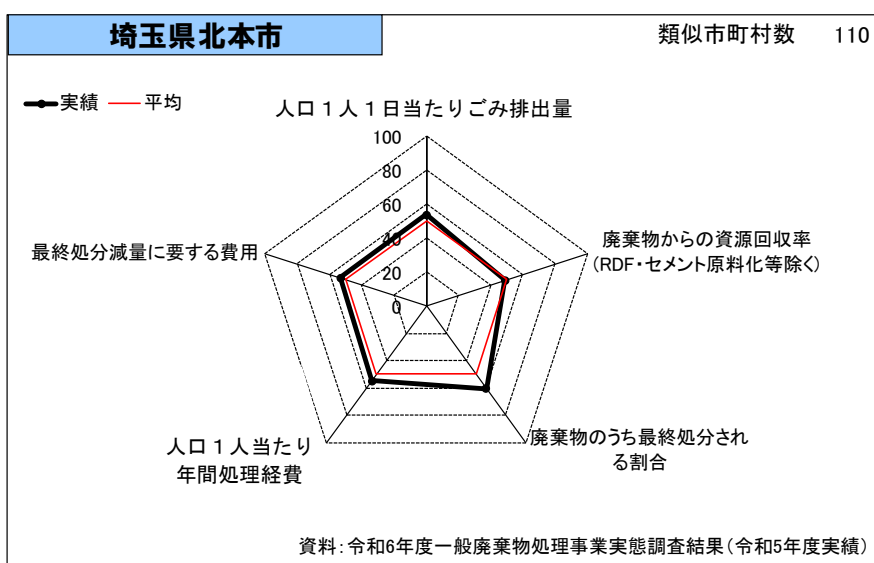 埼玉県北本市
類似市町村数 110
実績 平均
人口1人1日当たりごみ排出量
100
80
60
40
20
0
廃棄物からの資源回収率
(RDF・セメント原料化等除く)
最終処分減量に要する費用
廃棄物のうち最終処分され
る割合
人口1人当たり
年間処理経費
資料:令和6年度一般廃棄物処理事業実態調査結果(令和5年度実績)